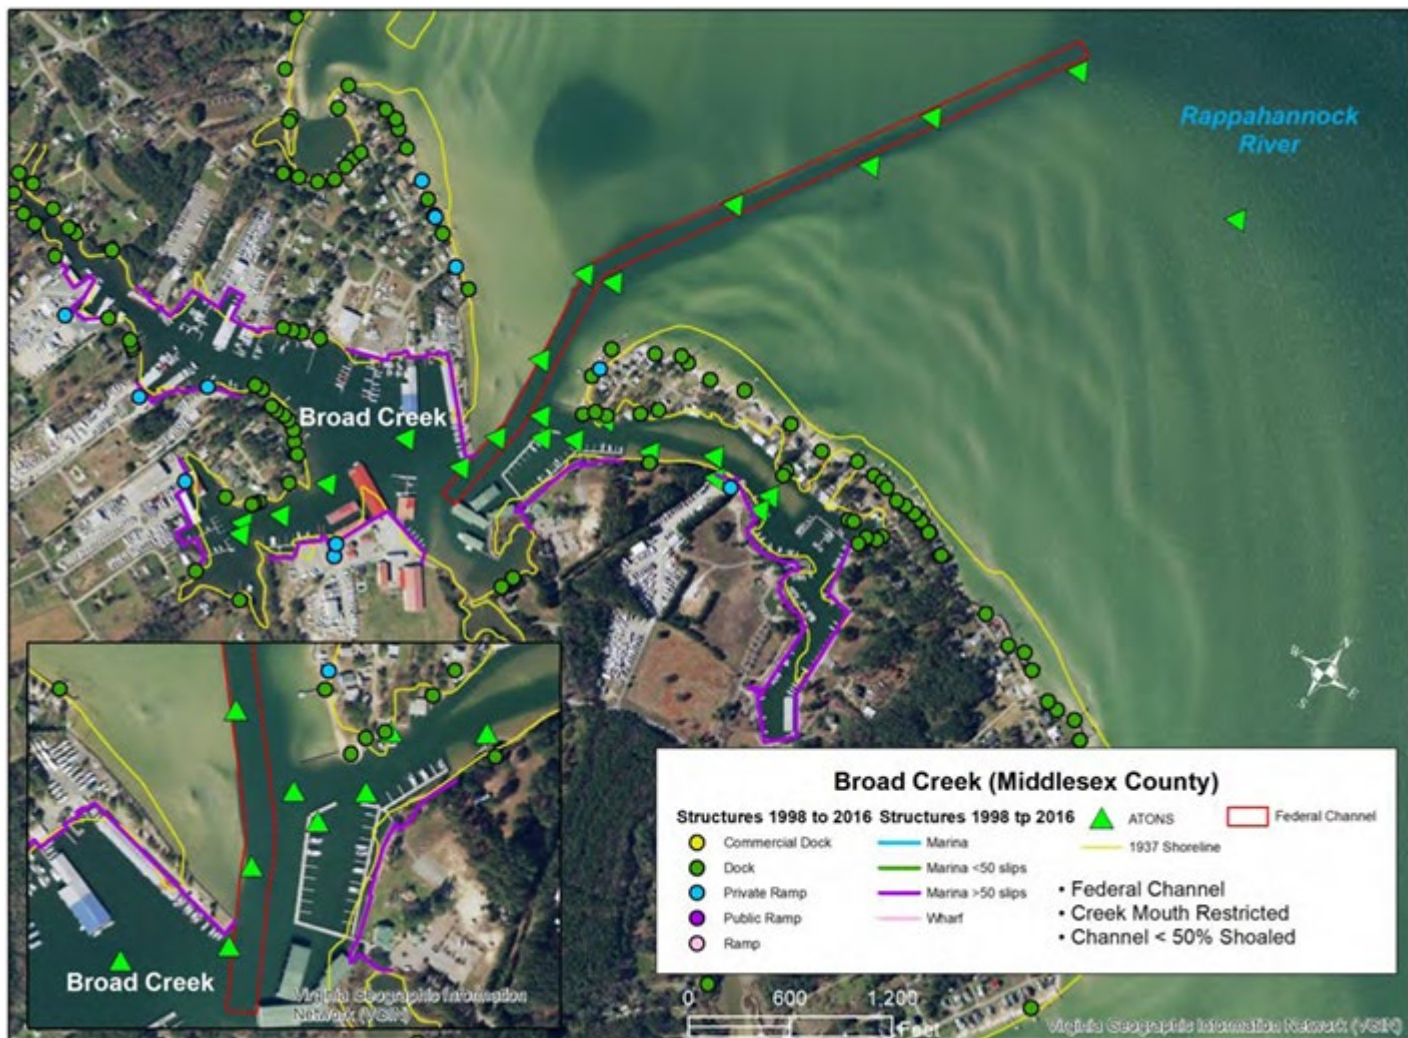 Rappahannock
River
Broad Creek
N
W
E
S
Broad Creek (Middlesex County)
Structures 1998 to 2016
Commercial Dock
Dock
Private Ramp
Public Ramp
Ramp
Structures 1998 tp 2016
Marina
Marina <50 slips
Marina >50 slips
Wharf
ATONS
Federal Channel
1937 Shoreline
• Federal Channel
• Creek Mouth Restricted
• Channel < 50% Shoaled
Broad Creek
Virginia Geographic Information
Network (VGIN)
0 600 1,200
Feet
Virginia Geographic Information Network (VGIN)